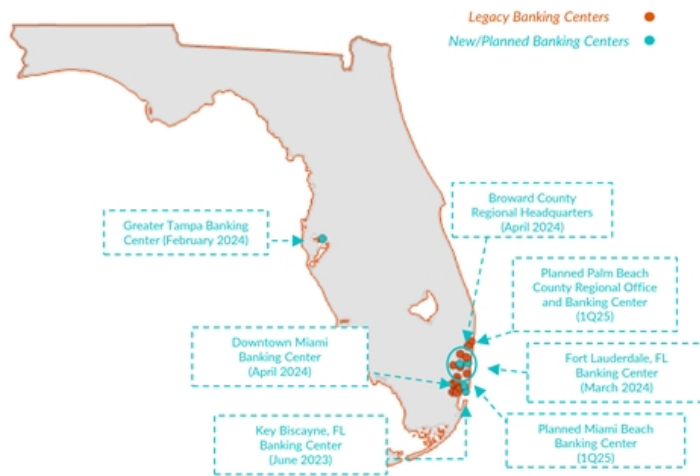 Legacy Banking Centers
New/Planned Banking Centers
Broward County
Regional Headquarters
(April 2024)
Greater Tampa Banking
Center (February 2024)
Planned Palm Beach
County Regional Office
and Banking Center
(1Q25)
Downtown Miami
Banking Center
(April 2024)
Fort Lauderdale, FL
Banking Center
(March 2024)
Key Biscayne, FL
Banking Center
(June 2023)
Planned Miami Beach
Banking Center
(1Q25)